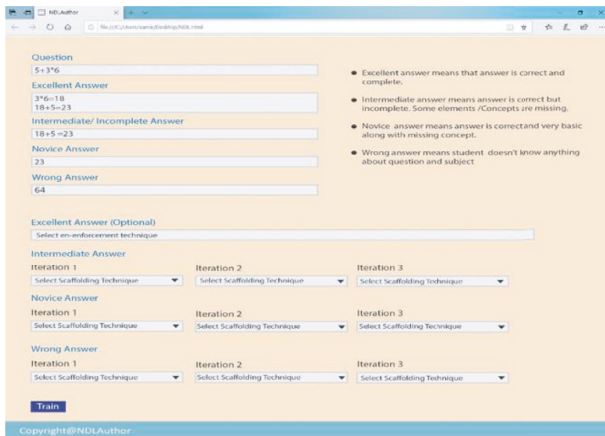 NDLAuthor
Question
5+3*6
Excellent Answer
3*6=18
18+5=23
Intermediate/ Incomplete Answer
18+5 =23
Novice Answer
23
Wrong Answer
64
Excellent answer means that answer is correct and
complete.
Intermediate answer means answer is correct but
incomplete. Some elements /Concepts are missing.
Novice answer means answer is correctand very basic
along with missing concept.
Wrong answer means student doesn't know anything
about question and subject
Excellent Answer (Optional)
Select en-enforcement technique
Intermediate Answer
Iteration 1 Iteration 2 Iteration 3
Select Scaffolding Technique Select Scaffolding Technique Select Scaffolding Technique
Novice Answer
Iteration 1 Iteration 2 Iteration 3
Select Scaffolding Technique Select Scaffolding Technique Select Scaffolding Technique
Wrong Answer
Iteration 1 Iteration 2 Iteration 3
Select Scaffolding Technique Select Scaffolding Technique Select Scaffolding Technique
Train
Copyright@NDLAuthor